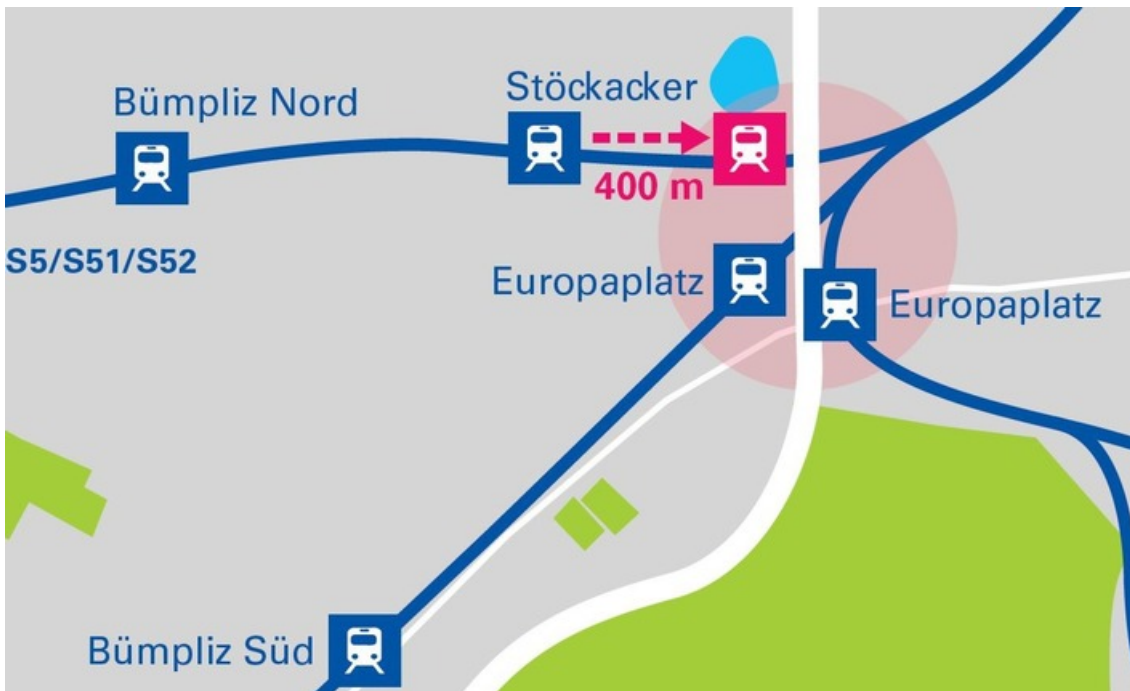 Stöckacker
Bümpliz Nord
400 m
S5/S51/S52
Europaplatz
Europaplatz
Bümpliz Süd